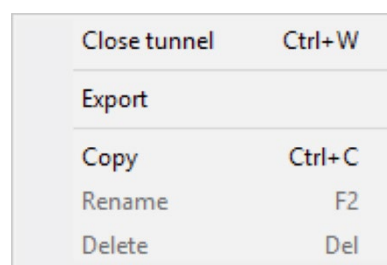 Close tunnel Ctrl+W
Export
Copy Ctrl+C
Rename F2
Delete Del